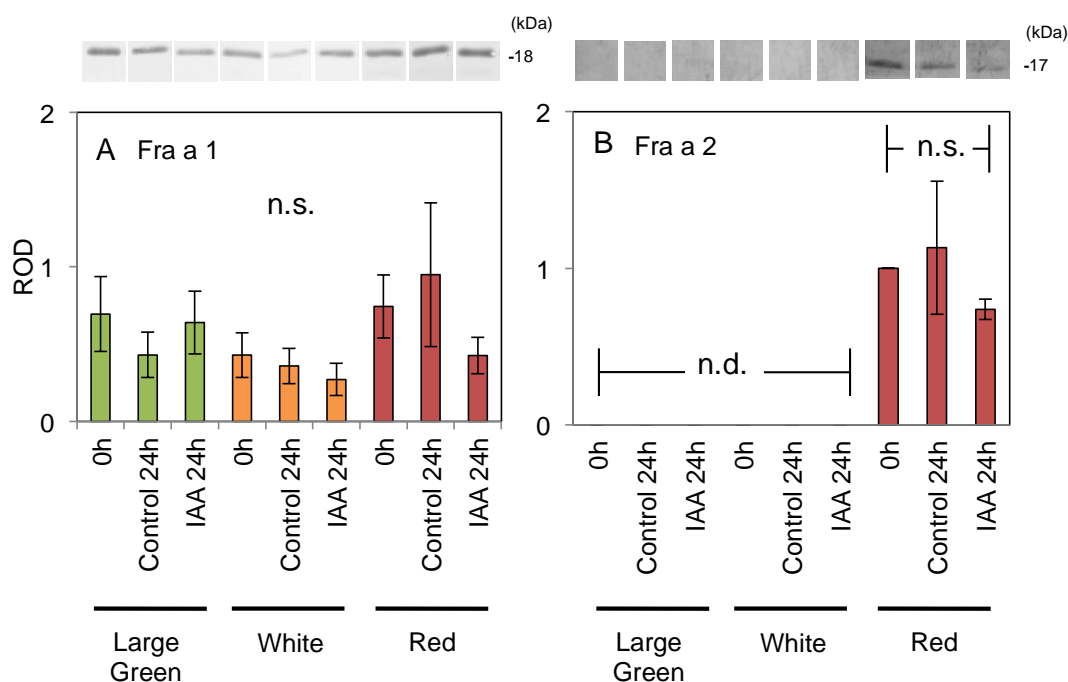 (kDa)
-18
2
A Fra a 1
n.s.
ROD
1
0
0h
Control 24h
IAA 24h
0h
Control 24h
IAA 24h
0h
Control 24h
IAA 24h
Large
Green
White
Red
(kDa)
-17
2
B Fra a 2
n.s.
1
n.d.
0
0h
Control 24h
IAA 24h
0h
Control 24h
IAA 24h
0h
Control 24h
IAA 24h
Large
Green
White
Red